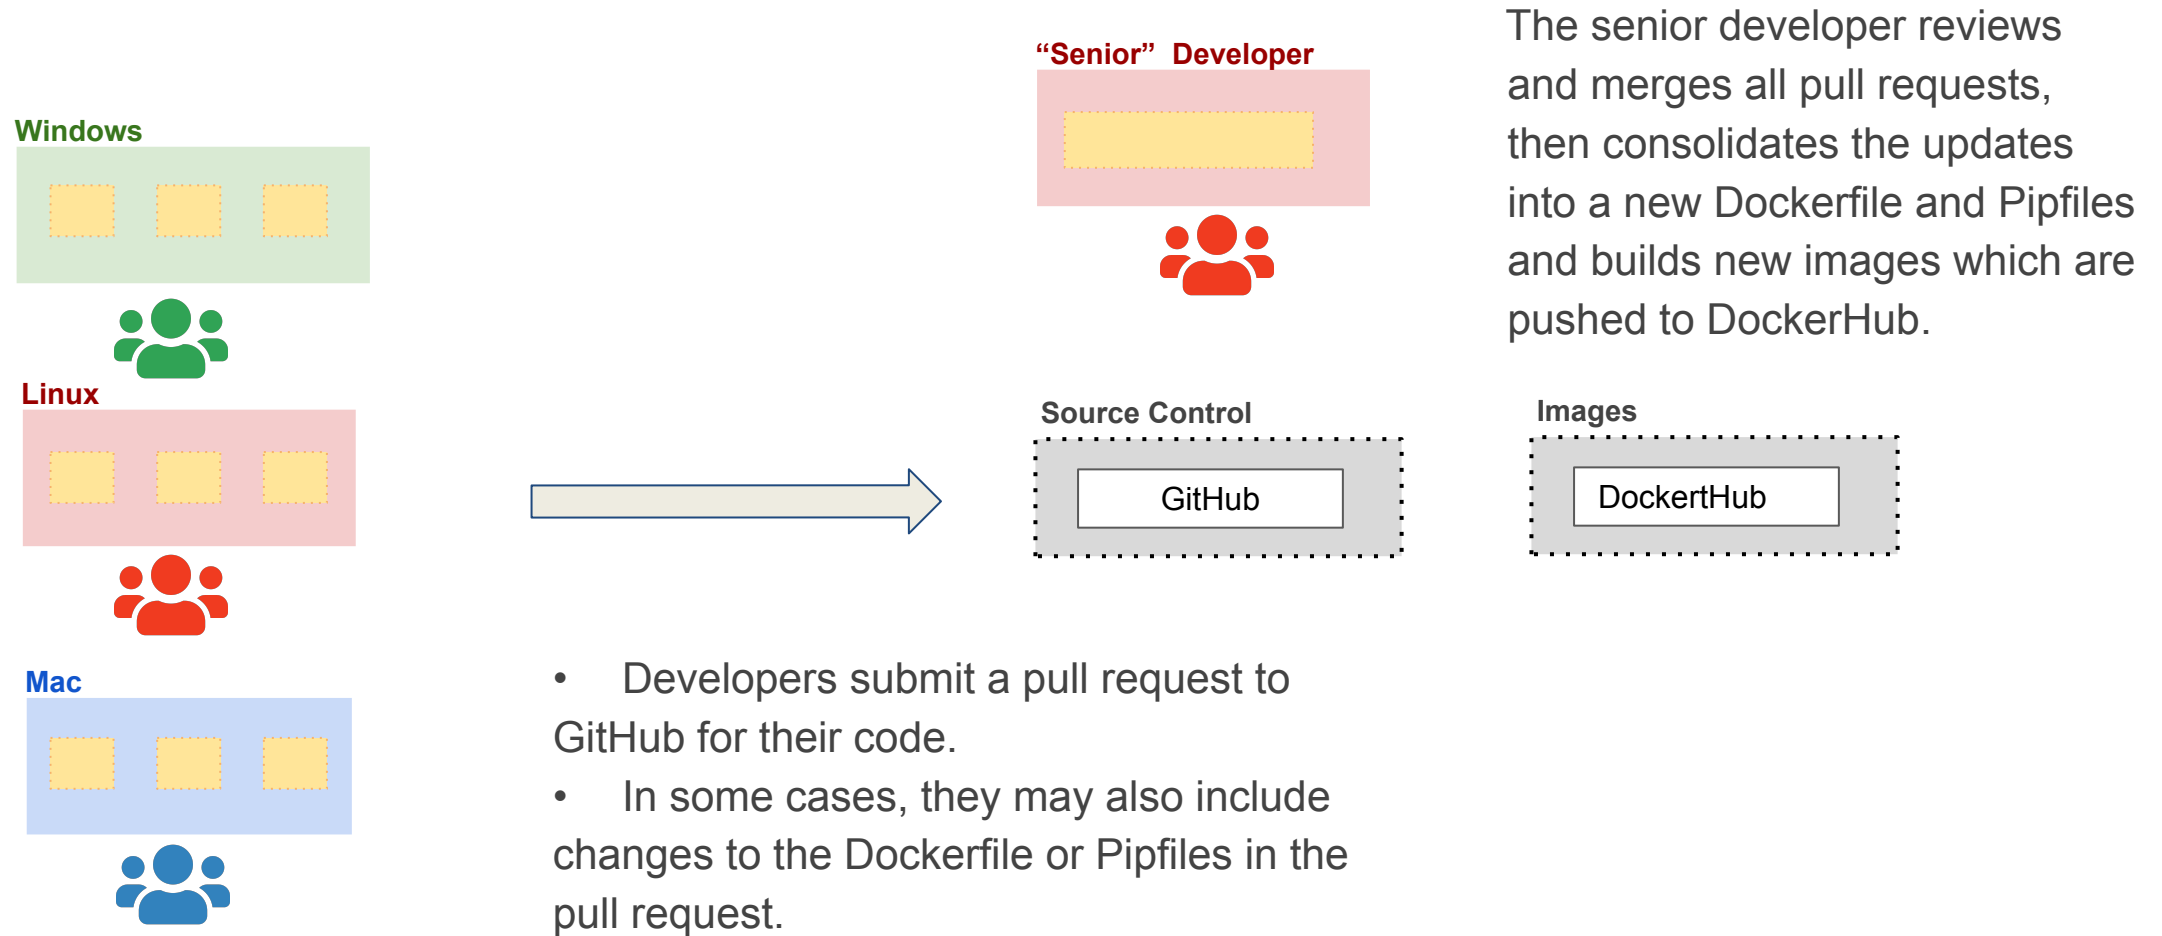 Windows
Linux
Mac
“Senior”  Developer
The senior developer reviews
and merges all pull requests,
then consolidates the updates
into a new Dockerfile and Pipfiles
and builds new images which are
pushed to DockerHub.
Source Control
GitHub
Images
DockertHub
• Developers submit a pull request to
GitHub for their code.
• In some cases, they may also include
changes to the Dockerfile or Pipfiles in the
pull request.